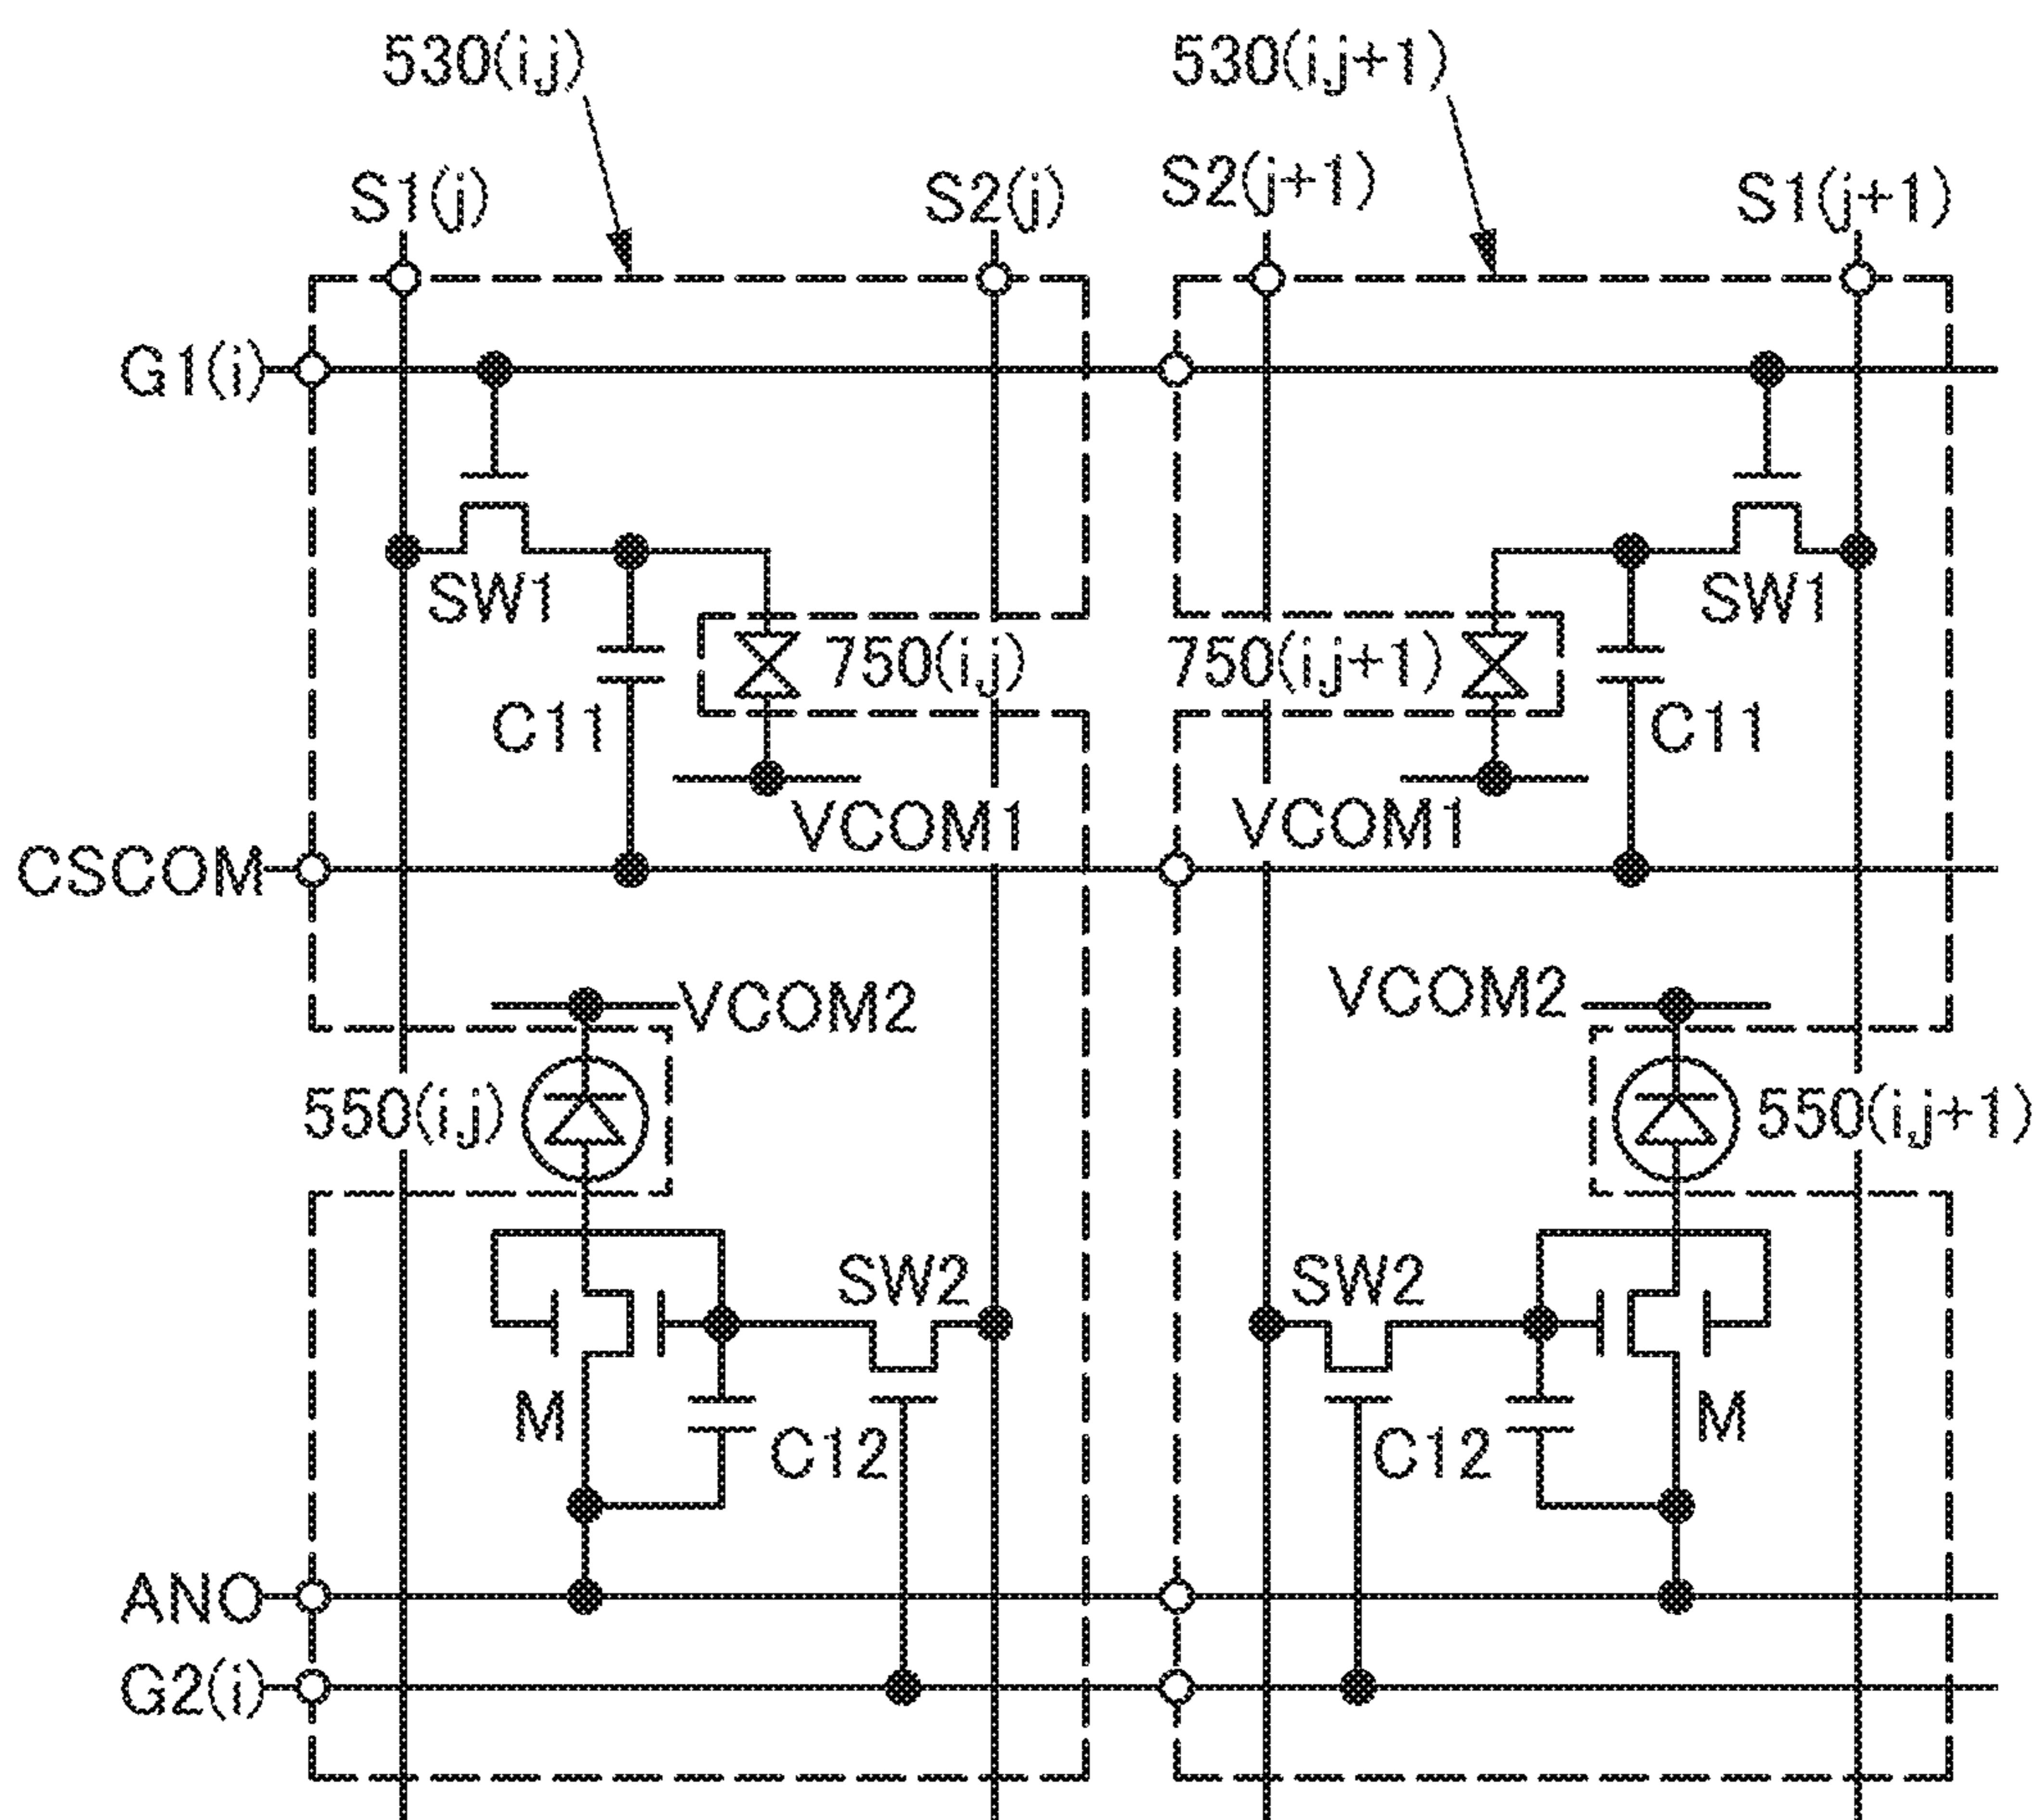 530(i,j) 530(i,j+1)
S1(j) S2(j) S2(j+1) S1(j+1)
G1(i)
SW1 SW1
750(i,j) 750(i,j+1)
C11 C11
VCOM1 VCOM1
CSCOM
VCOM2 VCOM2
550(i,j) 550(i,j+1)
SW2 SW2
M C12 C12 M
ANO
G2(i)